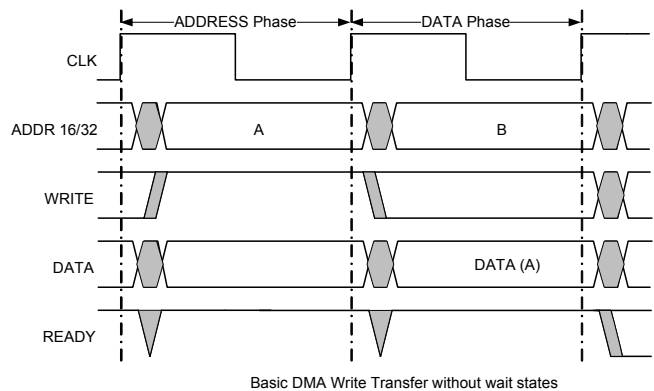 ADDRESS Phase DATA Phase
CLK
ADDR 16/32 A B
WRITE
DATA DATA (A)
READY
Basic DMA Write Transfer without wait states